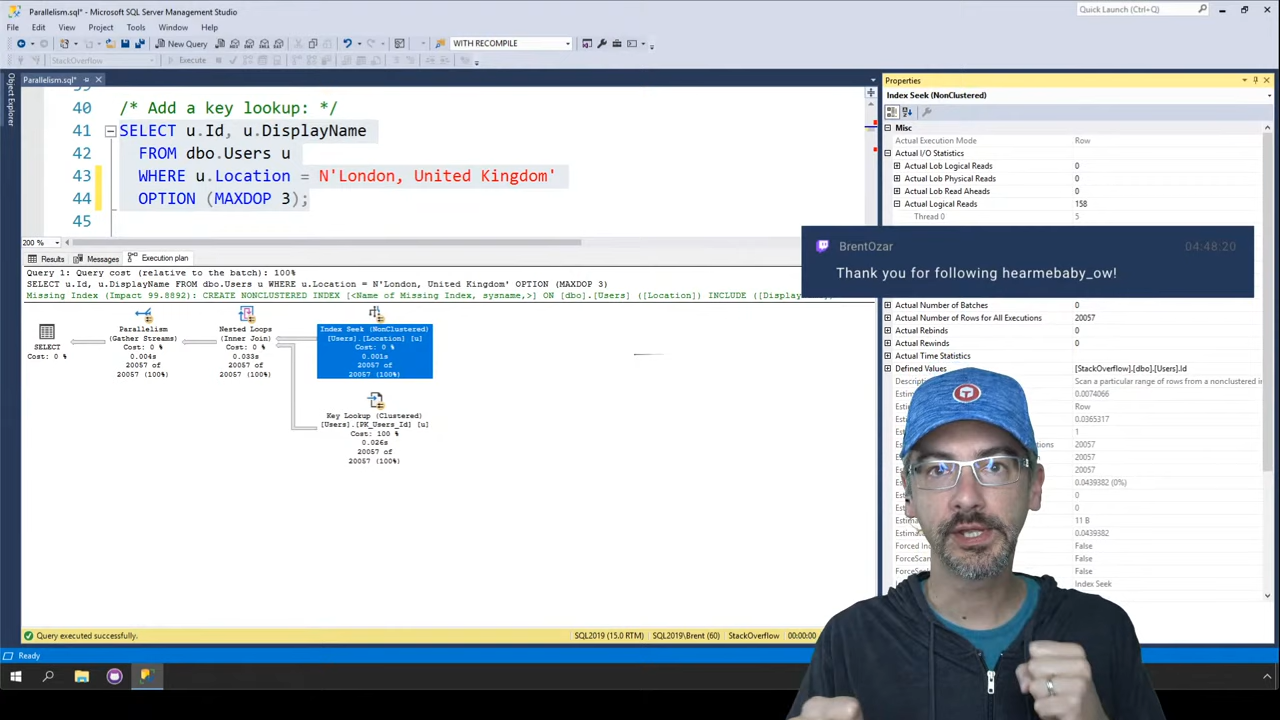 Parallelism.sql* - Microsoft SQL Server Management Studio
Quick Launch (Ctrl+Q)
File Edit View Project Tools Window Help
New Query
WITH RECOMPILE
StackOverflow
Execute
Object Explorer
Parallelism.sql*
40 /* Add a key lookup: */
41 SELECT u.Id, u.DisplayName
42 FROM dbo.Users u
43 WHERE u.Location = N'London, United Kingdom'
44 OPTION (MAXDOP 3);
45
200 %
Results Messages Execution plan
Query 1: Query cost (relative to the batch): 100%
SELECT u.Id, u.DisplayName FROM dbo.Users u WHERE u.Location = N'London, United Kingdom' OPTION (MAXDOP 3)
Missing Index (Impact 99.8892): CREATE NONCLUSTERED INDEX [<Name of Missing Index, sysname,>] ON [dbo].[Users] ([Location]) INCLUDE ([Display
SELECT
Cost: 0 %
Parallelism
(Gather Streams)
Cost: 0 %
0.004s
20057 of
20057 (100%)
Nested Loops
(Inner Join)
Cost: 0 %
0.033s
20057 of
20057 (100%)
Index Seek (NonClustered)
[Users].[Location] [u]
Cost: 0 %
0.001s
20057 of
20057 (100%)
Key Lookup (Clustered)
[Users].[PK_Users_Id] [u]
Cost: 100 %
0.026s
20057 of
20057 (100%)
Query executed successfully.
SQL2019 (15.0 RTM) SQL2019\Brent (60) StackOverflow 00:00:00
Ready
Properties
Index Seek (NonClustered)
Misc
Actual Execution Mode Row
Actual I/O Statistics
Actual Lob Logical Reads 0
Actual Lob Physical Reads 0
Actual Lob Read Aheads 0
Actual Logical Reads 158
Thread 0 5
BrentOzar 04:48:20
Thank you for following hearmebaby_ow!
Actual Number of Batches 0
Actual Number of Rows for All Executions 20057
Actual Rebinds 0
Actual Rewinds 0
Actual Time Statistics
Defined Values [StackOverflow].[dbo].[Users].Id
Scan a particular range of rows from a nonclustered
0.0074066
Row
0.0365317
1
20057
20057
20057
0.0439382 (0%)
0
0
11 B
0.0439382
False
False
False
Index Seek